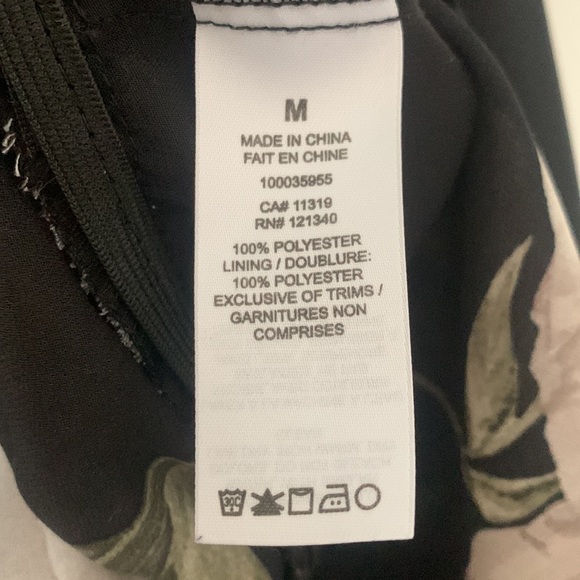 M
MADE IN CHINA
FAIT EN CHINE
100035955
CA# 11319
RN# 121340
100% POLYESTER
LINING / DOUBLURE:
100% POLYESTER
EXCLUSIVE OF TRIMS /
GARNITURES NON
COMPRISES
30C